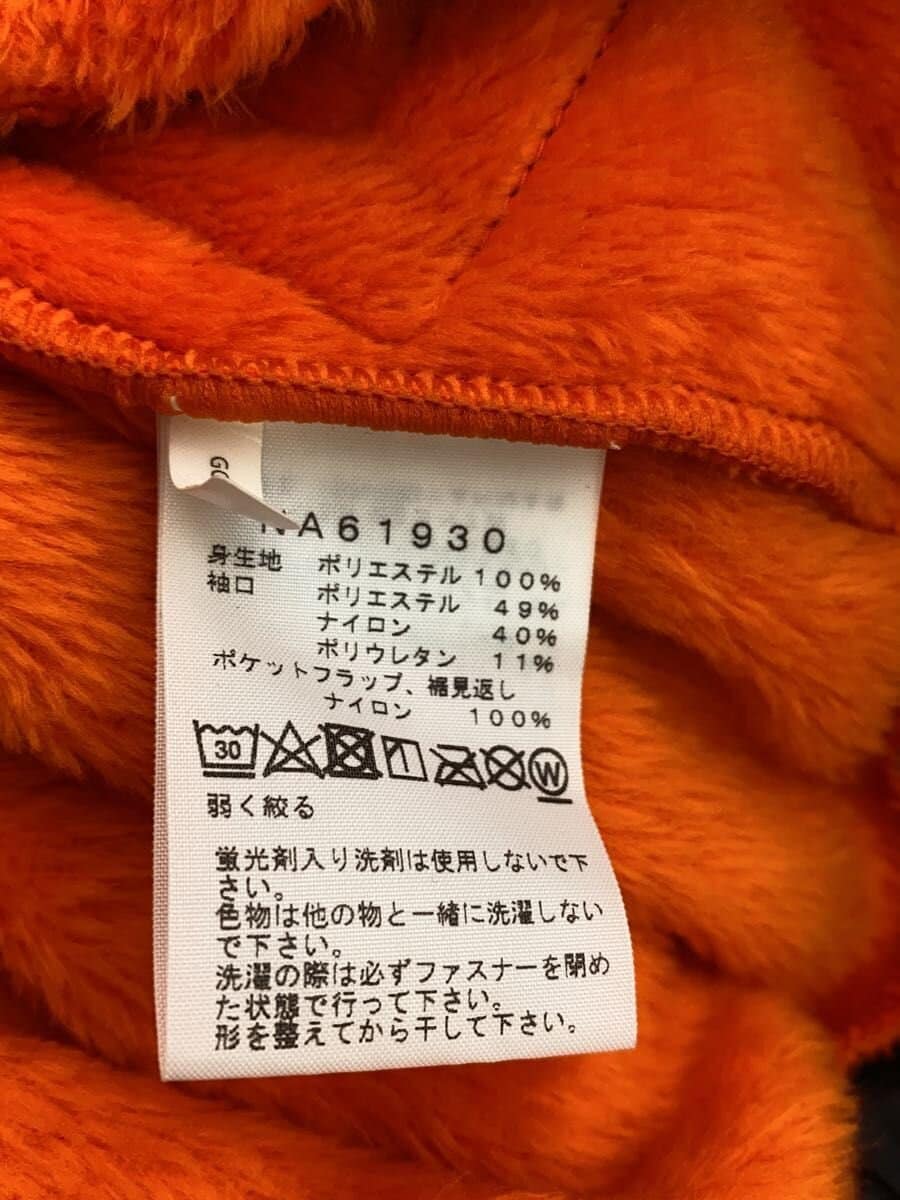 NA61930
身生地 ポリエステル 100%
袖口 ポリエステル 49%
ナイロン 40%
ポリウレタン 11%
ポケットフラップ、裾見返し
ナイロン 100%
30
W
弱く絞る
蛍光剤入り洗剤は使用しないで下
さい。
色物は他の物と一緒に洗濯しない
で下さい。
洗濯の際は必ずファスナーを閉め
た状態で行って下さい。
形を整えてから干して下さい。